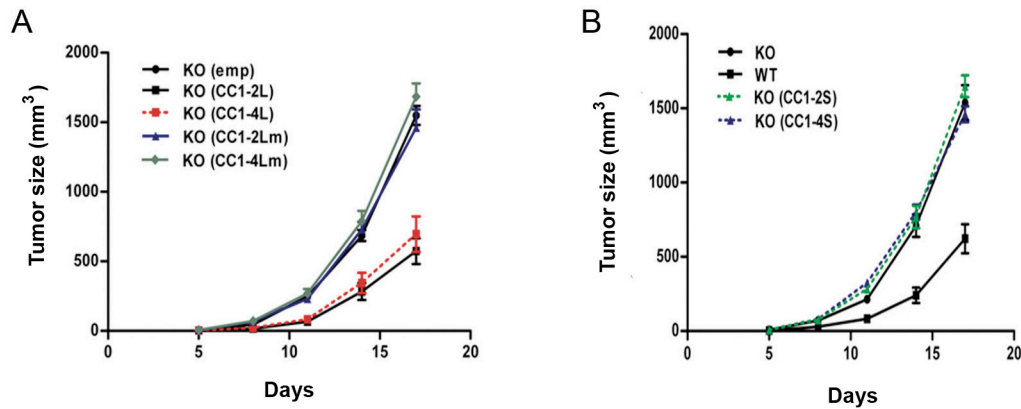 A
2000
1500
1000
500
0
Tumor size (mm³)
KO (emp)
KO (CC1-2L)
KO (CC1-4L)
KO (CC1-2Lm)
KO (CC1-4Lm)
0 5 10 15 20
Days
B
2000
1500
1000
500
0
Tumor size (mm³)
KO
WT
KO (CC1-2S)
KO (CC1-4S)
0 5 10 15 20
Days